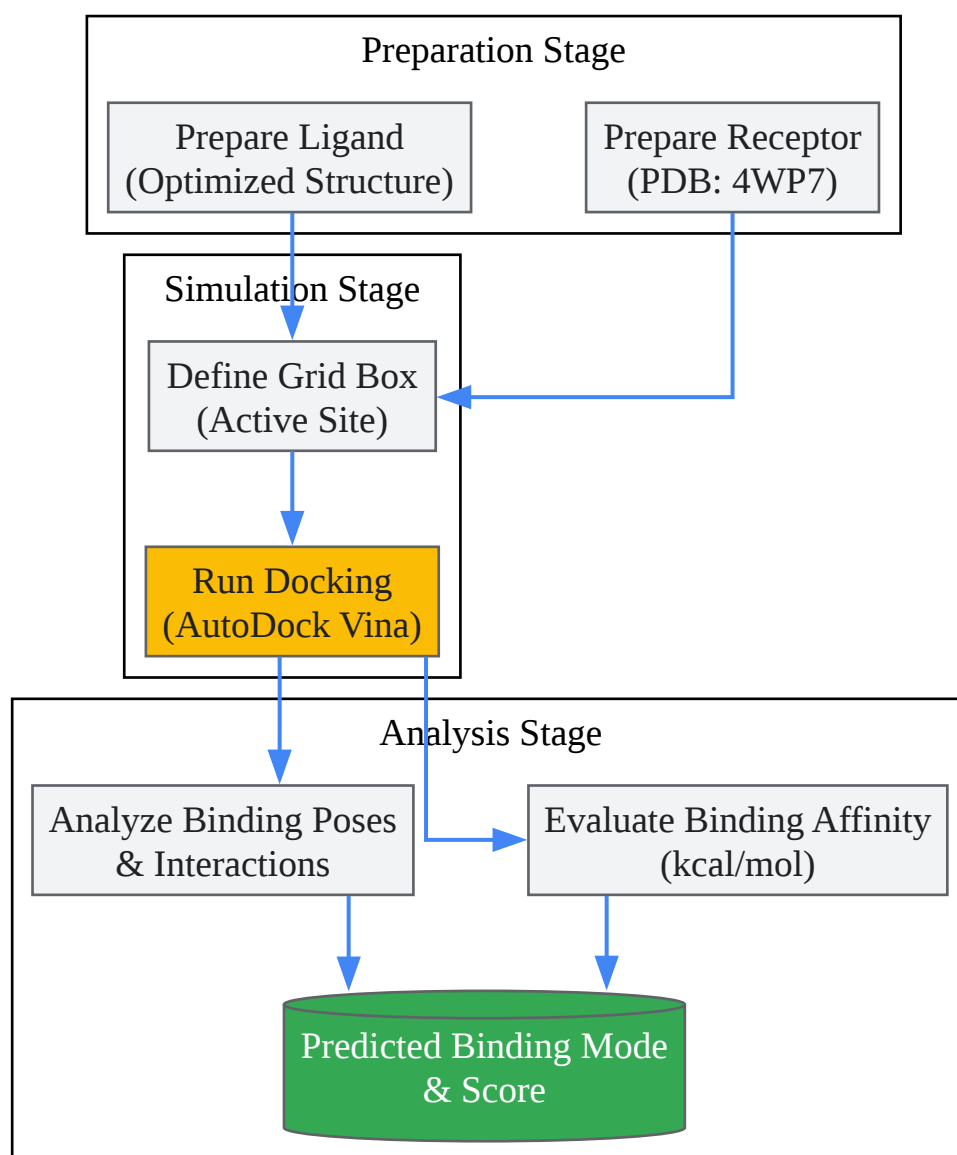 Preparation Stage
Prepare Ligand
(Optimized Structure)
Prepare Receptor
(PDB: 4WP7)
Simulation Stage
Define Grid Box
(Active Site)
Run Docking
(AutoDock Vina)
Analysis Stage
Analyze Binding Poses
& Interactions
Evaluate Binding Affinity
(kcal/mol)
Predicted Binding Mode
& Score